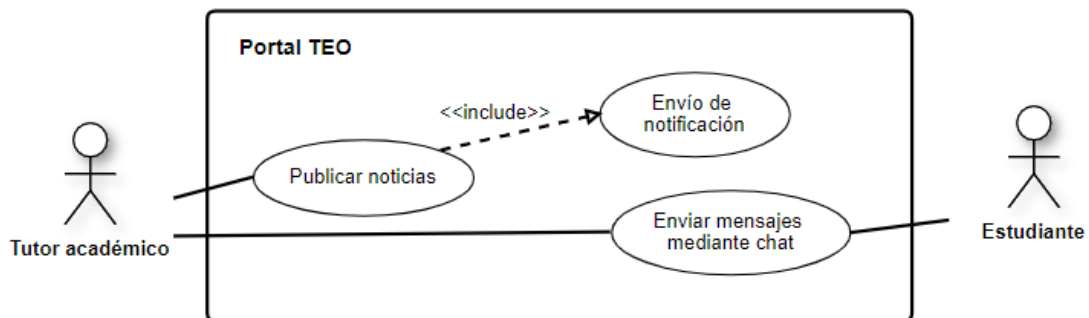 Portal TEO
<<include>>
Envío de
notificación
Publicar noticias
Enviar mensajes
mediante chat
Tutor académico
Estudiante